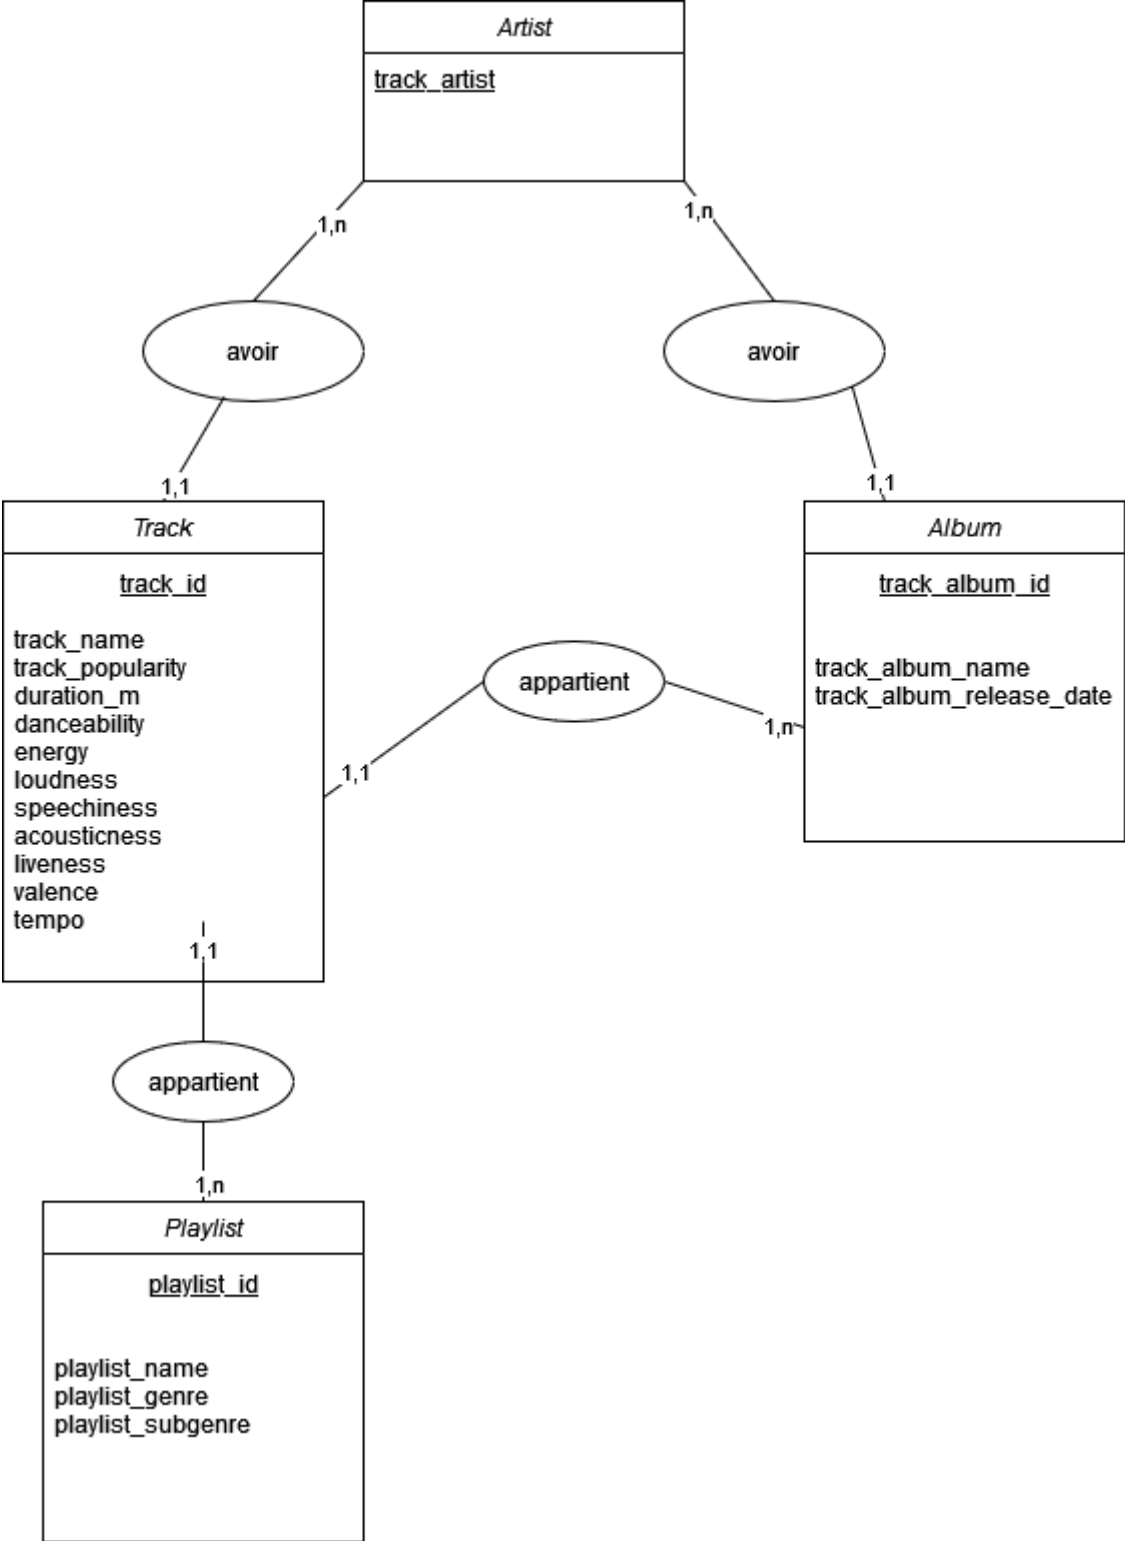 Artist
track_artist
1,n
1,n
avoir
avoir
1,1
1,1
Track
track_id
track_name
track_popularity
duration_m
danceability
energy
loudness
speechiness
acousticness
liveness
valence
tempo
Album
track_album_id
track_album_name
track_album_release_date
appartient
1,1
1,n
1,1
appartient
1,n
Playlist
playlist_id
playlist_name
playlist_genre
playlist_subgenre